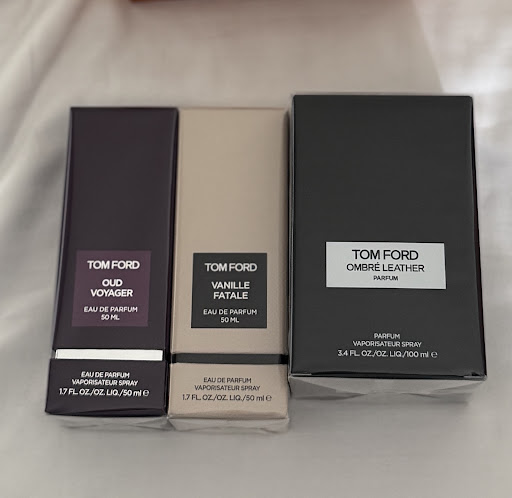 TOM FORD
OUD
VOYAGER
EAU DE PARFUM
50 ML
EAU DE PARFUM
VAPORISATEUR SPRAY
1.7 FL. OZ./OZ. LIQ./50 ml ℮
TOM FORD
VANILLE
FATALE
EAU DE PARFUM
50 ML
EAU DE PARFUM
VAPORISATEUR SPRAY
1.7 FL. OZ./OZ. LIQ./50 ml ℮
TOM FORD
OMBRÉ LEATHER
PARFUM
PARFUM
VAPORISATEUR SPRAY
3.4 FL. OZ./OZ. LIQ./100 ml ℮